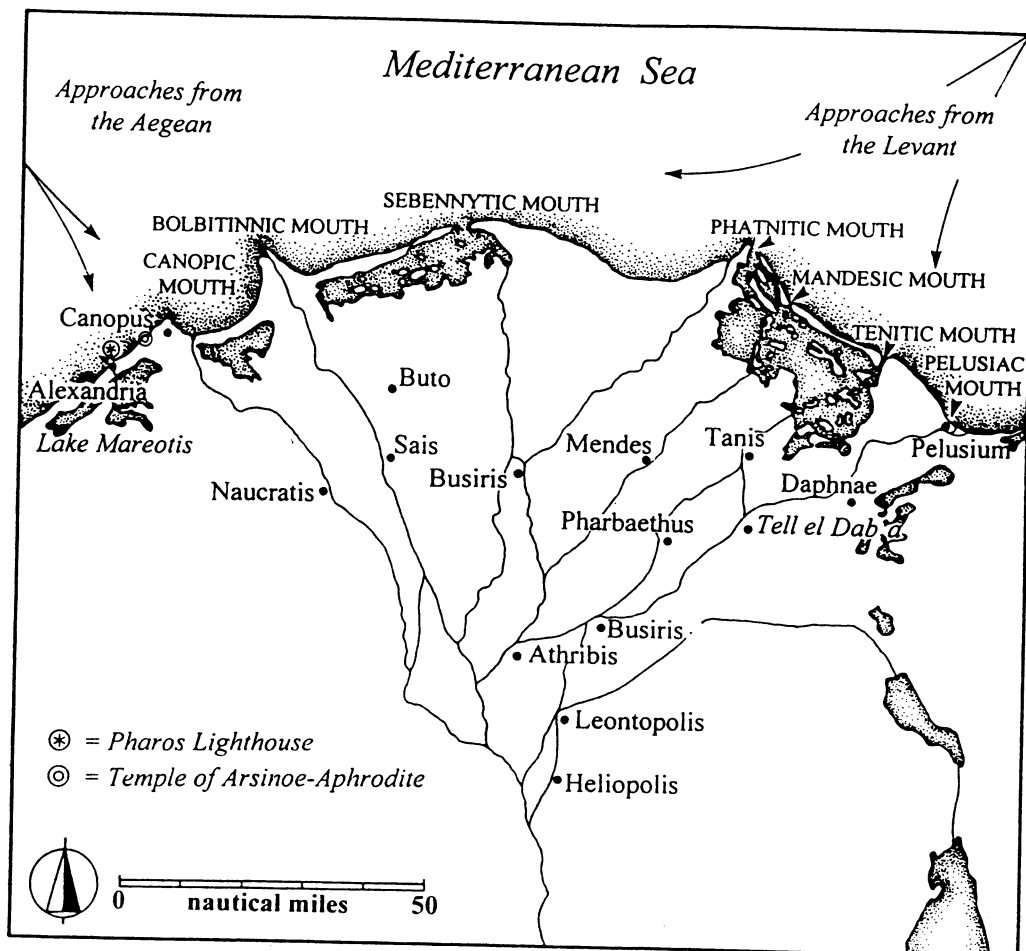 Mediterranean Sea
Approaches from
the Aegean
Approaches from
the Levant
SEBENNYTIC MOUTH
BOLBITINNIC MOUTH
PHATNITIC MOUTH
CANOPIC
MOUTH
MANDESIC MOUTH
Canopus
TENITIC MOUTH
PELUSIAC
MOUTH
Alexandria
Buto
Lake Mareotis
Sais
Mendes
Tanis
Pelusium
Busiris
Naucratis
Daphnae
Pharbaethus
Tell el Dab a
Busiris
Athribis
Leontopolis
= Pharos Lighthouse
= Temple of Arsinoe-Aphrodite
Heliopolis
0 nautical miles 50